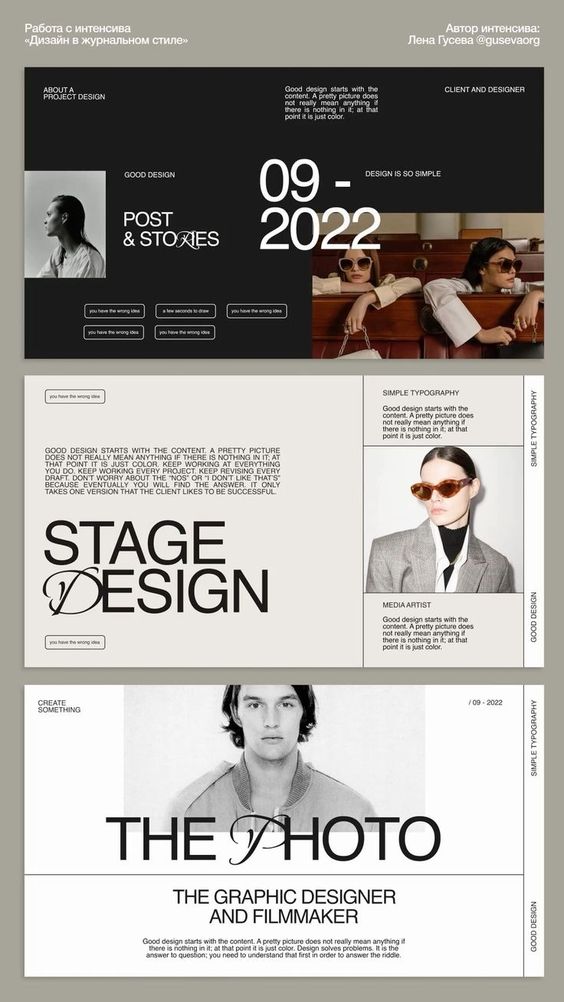 Работа с интенсива
«Дизайн в журнальном стиле»
Автор интенсива:
Лена Гусева @gusevaorg
ABOUT A
PROJECT DESIGN
Good design starts with the
content. A pretty picture does
not really mean anything if
there is nothing in it; at that
point it is just color.
CLIENT AND DESIGNER
GOOD DESIGN
POST
& STORIES
09 -
2022
DESIGN IS SO SIMPLE
you have the wrong idea
a few seconds to draw
you have the wrong idea
you have the wrong idea
you have the wrong idea
you have the wrong idea
GOOD DESIGN STARTS WITH THE CONTENT. A PRETTY PICTURE
DOES NOT REALLY MEAN ANYTHING IF THERE IS NOTHING IN IT; AT
THAT POINT IT IS JUST COLOR. KEEP WORKING AT EVERYTHING
YOU DO. KEEP WORKING EVERY PROJECT. KEEP REVISING EVERY
DRAFT. DON'T WORRY ABOUT THE "NOS" OR "I DON'T LIKE THAT'S"
BECAUSE EVENTUALLY YOU WILL FIND THE ANSWER. IT ONLY
TAKES ONE VERSION THAT THE CLIENT LIKES TO BE SUCCESSFUL.
STAGE
DESIGN
you have the wrong idea
SIMPLE TYPOGRAPHY
Good design starts with the
content. A pretty picture does
not really mean anything if
there is nothing in it; at that
point it is just color.
MEDIA ARTIST
Good design starts with the
content. A pretty picture does
not really mean anything if
there is nothing in it; at that
point it is just color.
SIMPLE TYPOGRAPHY
GOOD DESIGN
CREATE
SOMETHING
/ 09 - 2022
THE PHOTO
THE GRAPHIC DESIGNER
AND FILMMAKER
Good design starts with the content. A pretty picture does not really mean anything if
there is nothing in it; at that point it is just color. Design solves problems. It is the
answer to question; you need to understand that first in order to answer the riddle.
SIMPLE TYPOGRAPHY
GOOD DESIGN